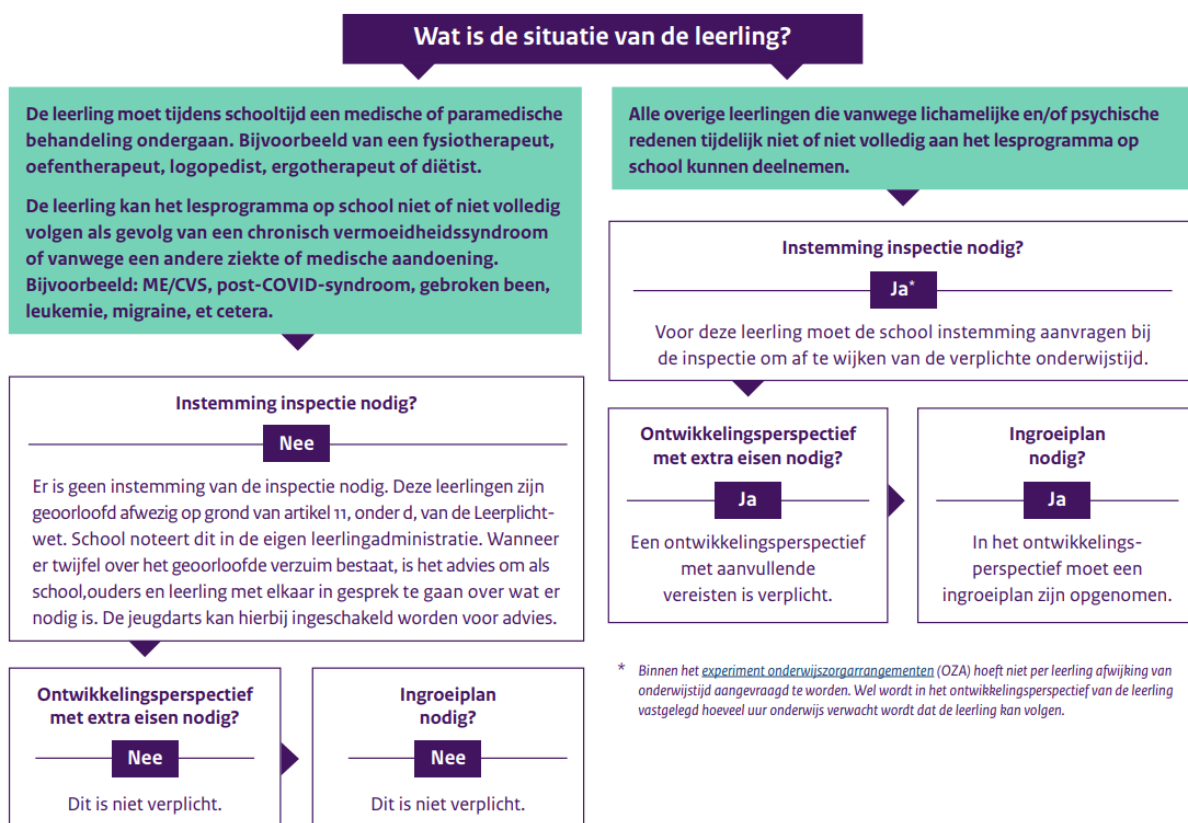 Wat is de situatie van de leerling?
De leerling moet tijdens schooltijd een medische of paramedische
behandeling ondergaan. Bijvoorbeeld van een fysiotherapeut,
oefentherapeut, logopedist, ergotherapeut of diëtist.
De leerling kan het lesprogramma op school niet of niet volledig
volgen als gevolg van een chronisch vermoeidheidssyndroom
of vanwege een andere ziekte of medische aandoening.
Bijvoorbeeld: ME/CVS, post-COVID-syndroom, gebroken been,
leukemie, migraine, et cetera.
Instemming inspectie nodig?
Nee
Er is geen instemming van de inspectie nodig. Deze leerlingen zijn
geoorloofd afwezig op grond van artikel 11, onder d, van de Leerplicht-
wet. School noteert dit in de eigen leerlingadministratie. Wanneer
er twijfel over het geoorloofde verzuim bestaat, is het advies om als
school,ouders en leerling met elkaar in gesprek te gaan over wat er
nodig is. De jeugdarts kan hierbij ingeschakeld worden voor advies.
Ontwikkelingsperspectief
met extra eisen nodig?
Nee
Dit is niet verplicht.
Ingroeiplan
nodig?
Nee
Dit is niet verplicht.
Alle overige leerlingen die vanwege lichamelijke en/of psychische
redenen tijdelijk niet of niet volledig aan het lesprogramma op
school kunnen deelnemen.
Instemming inspectie nodig?
Ja*
Voor deze leerling moet de school instemming aanvragen bij
de inspectie om af te wijken van de verplichte onderwijstijd.
Ontwikkelingsperspectief
met extra eisen nodig?
Ja
Een ontwikkelingsperspectief
met aanvullende
vereisten is verplicht.
Ingroeiplan
nodig?
Ja
In het ontwikkelings-
perspectief moet een
ingroeiplan zijn opgenomen.
* Binnen het experiment onderwijszorgarrangementen (OZA) hoeft niet per leerling afwijking van
onderwijstijd aangevraagd te worden. Wel wordt in het ontwikkelingsperspectief van de leerling
vastgelegd hoeveel uur onderwijs verwacht wordt dat de leerling kan volgen.